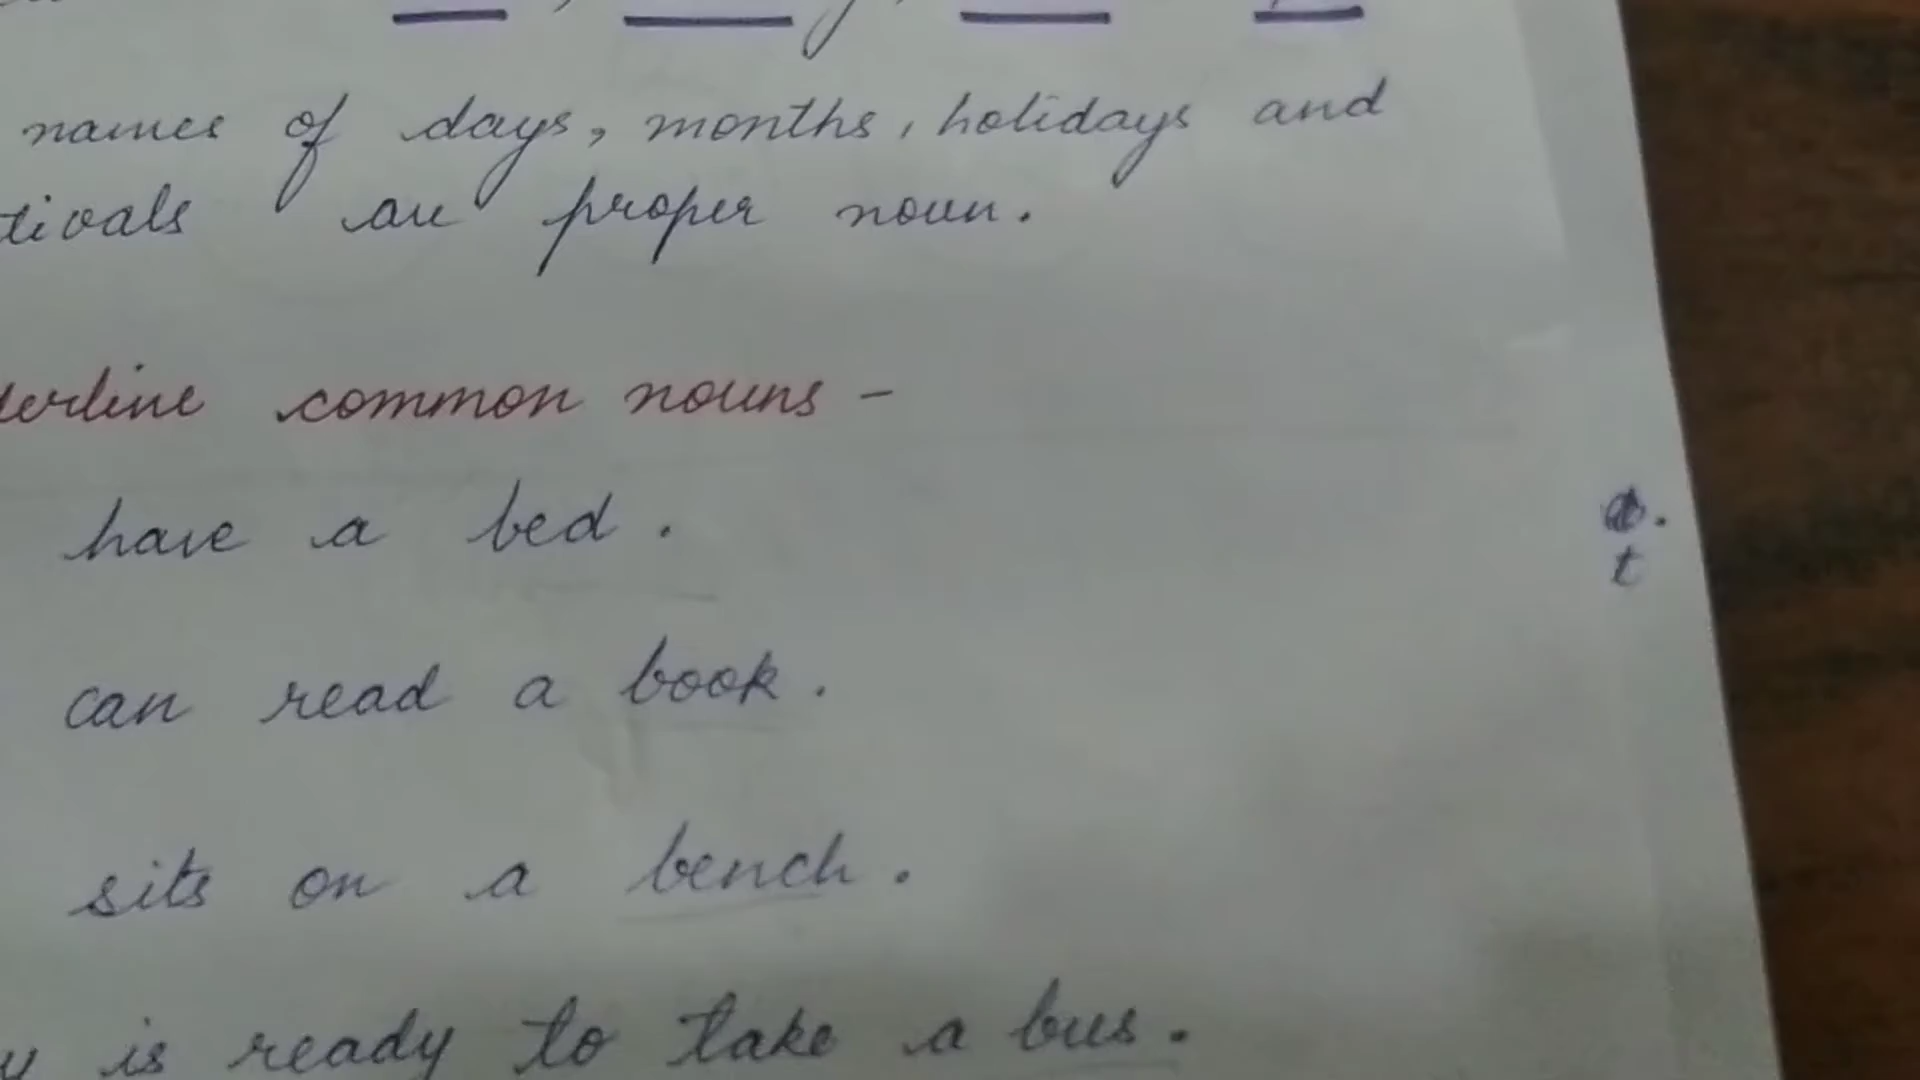 names of days, months, holidays and
tivals are proper noun.
derline common nouns -
have a bed.
can read a book.
sits on a bench.
y is ready to take a bus.
t